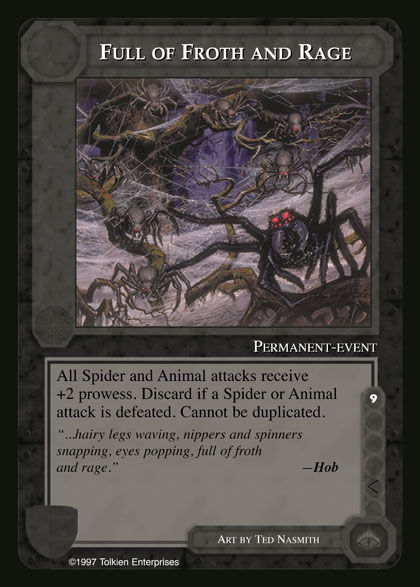 FULL OF FROTH AND RAGE
PERMANENT-EVENT
All Spider and Animal attacks receive
+2 prowess. Discard if a Spider or Animal
attack is defeated. Cannot be duplicated.
9
“...hairy legs waving, nippers and spinners
snapping, eyes popping, full of froth
and rage.” –Hob
ART BY TED NASMITH
©1997 Tolkien Enterprises